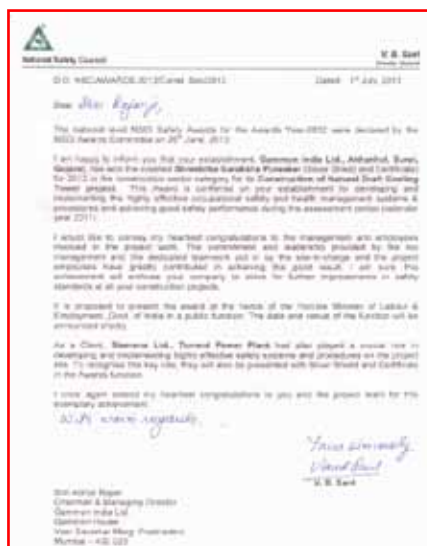 National Safety Council
V. B. Sant
Director General
Dated: 1st July, 2013
Dear Shri Rajanji,
The national level NSCI Safety Awards for the Awards Year-2012 were declared by the
NSCI Awards Committee on 26th June, 2013.
I am happy to inform you that your establishment, Gammon India Ltd., Surat,
Gujarat, has won the coveted Shreshtha Suraksha Puraskar (Silver Shield) and Certificate
for 2012 in the construction sector category for its Construction of Natural Draft Cooling
Tower project. This Award is conferred on your establishment for developing and
implementing the highly effective occupational safety and health management systems &
procedures and achieving good safety performance during the assessment period (calendar
year 2011).
I would like to convey my heartiest congratulations to the management and employees
involved in the project work. The commitment and leadership provided by the top
management and the dedicated teamwork put in by the site-in-charge and the project
employees have greatly contributed in achieving this good result. I am sure this
achievement will enthuse your company to strive for further improvements in safety
standards at all your construction projects.
It is proposed to present the award at the hands of the Hon'ble Minister of Labour &
Employment, Govt. of India in a public function. The date and venue of the function will be
announced shortly.
As a Client, Siemens Ltd., Torrent Power Plant had also played a crucial role in
developing and implementing highly effective safety systems and procedures on the project
site. To recognise the key role, they will also be presented with Silver Shield and Certificate
in the Awards function.
I once again extend my heartiest congratulations to you and the project team for this
exemplary achievement.
With warm regards,
Yours sincerely
V. B. Sant
Shri Abhijit Rajan
Chairman & Managing Director
Gammon India Ltd
Gammon House
Veer Savarkar Marg, Prabhadevi
Mumbai – 400 025